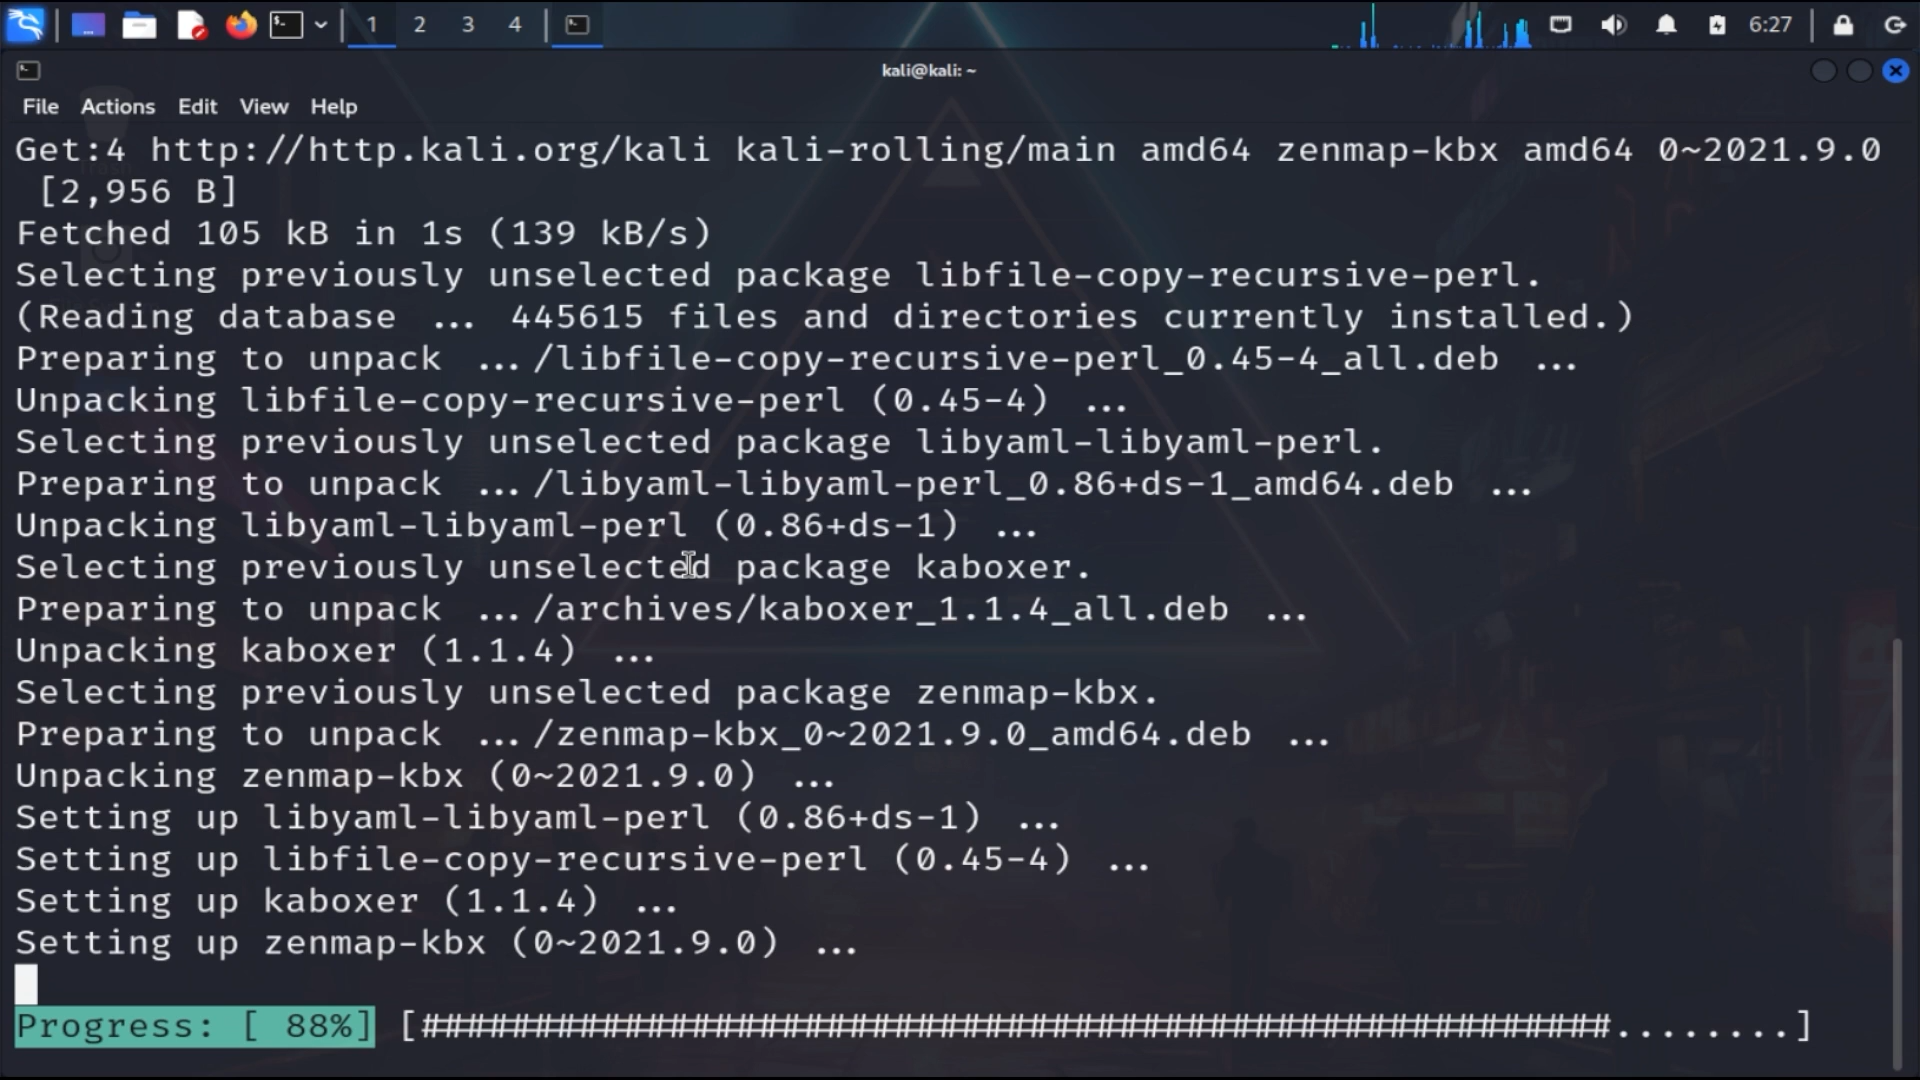 1 2 3 4 6:27
kali@kali: ~
File Actions Edit View Help
Get:4 http://http.kali.org/kali kali-rolling/main amd64 zenmap-kbx amd64 0~2021.9.0
[2,956 B]
Fetched 105 kB in 1s (139 kB/s)
Selecting previously unselected package libfile-copy-recursive-perl.
(Reading database ... 445615 files and directories currently installed.)
Preparing to unpack .../libfile-copy-recursive-perl_0.45-4_all.deb ...
Unpacking libfile-copy-recursive-perl (0.45-4) ...
Selecting previously unselected package libyaml-libyaml-perl.
Preparing to unpack .../libyaml-libyaml-perl_0.86+ds-1_amd64.deb ...
Unpacking libyaml-libyaml-perl (0.86+ds-1) ...
Selecting previously unselected package kaboxer.
Preparing to unpack .../archives/kaboxer_1.1.4_all.deb ...
Unpacking kaboxer (1.1.4) ...
Selecting previously unselected package zenmap-kbx.
Preparing to unpack .../zenmap-kbx_0~2021.9.0_amd64.deb ...
Unpacking zenmap-kbx (0~2021.9.0) ...
Setting up libyaml-libyaml-perl (0.86+ds-1) ...
Setting up libfile-copy-recursive-perl (0.45-4) ...
Setting up kaboxer (1.1.4) ...
Setting up zenmap-kbx (0~2021.9.0) ...
Progress: [ 88%] [#####################################################........]